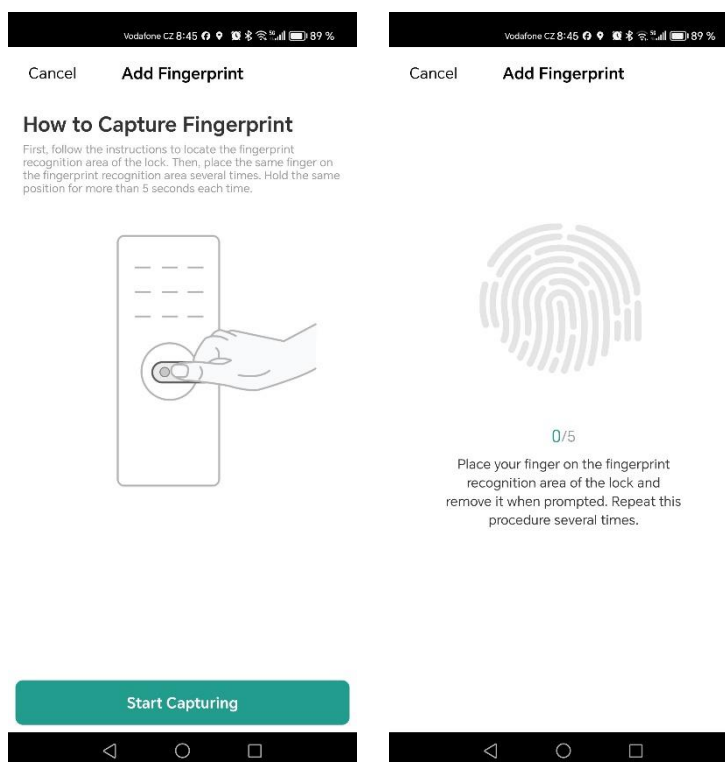 Vodafone CZ 8:45 89 %
Cancel Add Fingerprint
How to Capture Fingerprint
First, follow the instructions to locate the fingerprint
recognition area of the lock. Then, place the same finger on
the fingerprint recognition area several times. Hold the same
position for more than 5 seconds each time.
Start Capturing
Vodafone CZ 8:45 89 %
Cancel Add Fingerprint
0/5
Place your finger on the fingerprint
recognition area of the lock and
remove it when prompted. Repeat this
procedure several times.